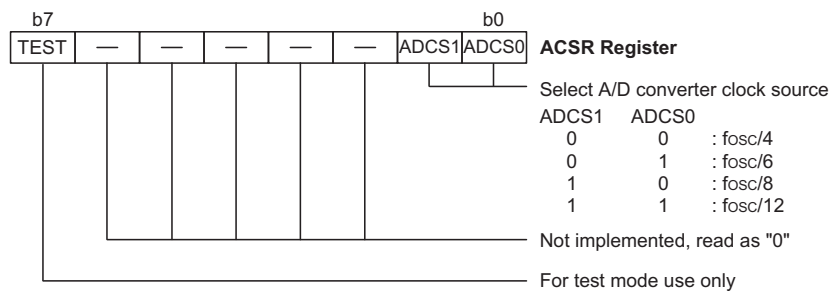 b7 b0
TEST — — — — — ADCS1 ADCS0 ACSR Register
Select A/D converter clock source
ADCS1 ADCS0
0 0 : fosc/4
0 1 : fosc/6
1 0 : fosc/8
1 1 : fosc/12
Not implemented, read as "0"
For test mode use only